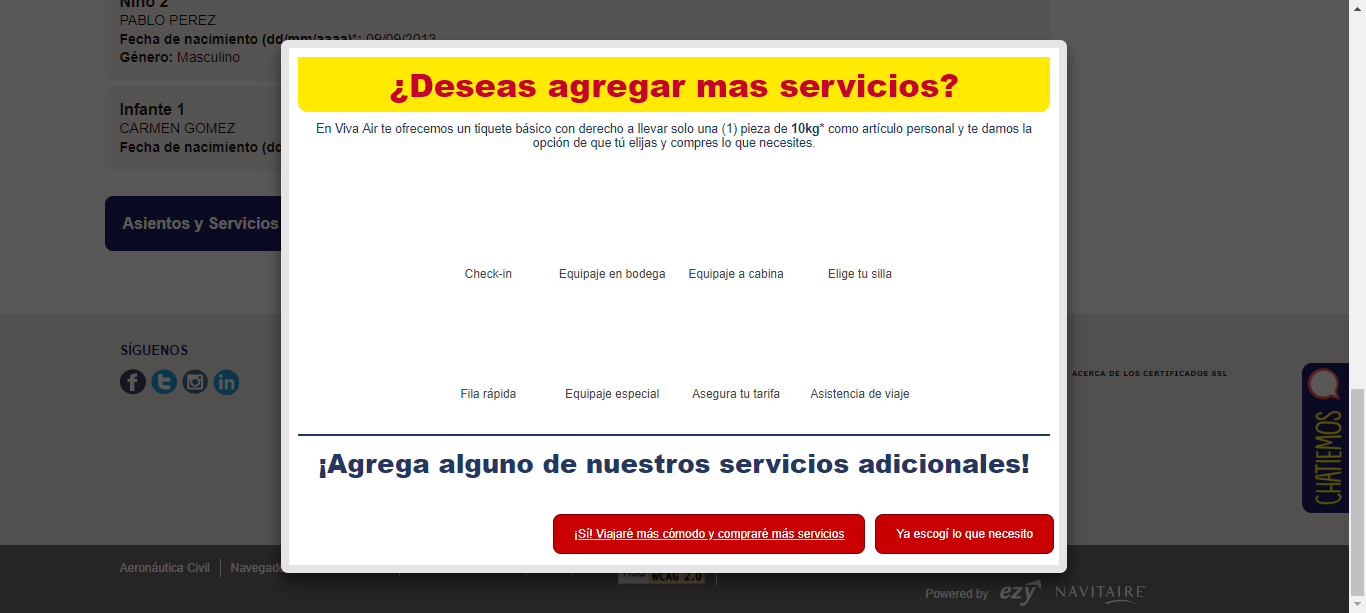 Niño 2
PABLO PEREZ
Fecha de nacimiento (dd/mm/aaaa)*: 09/09/2013
Género: Masculino
Infante 1
CARMEN GOMEZ
Fecha de nacimiento (dd
Asientos y Servicios
¿Deseas agregar mas servicios?
En Viva Air te ofrecemos un tiquete básico con derecho a llevar solo una (1) pieza de 10kg* como artículo personal y te damos la
opción de que tú elijas y compres lo que necesites.
Check-in Equipaje en bodega Equipaje a cabina Elige tu silla
Fila rápida Equipaje especial Asegura tu tarifa Asistencia de viaje
¡Agrega alguno de nuestros servicios adicionales!
¡Sí! Viajaré más cómodo y compraré más servicios Ya escogí lo que necesito
SÍGUENOS
ACERCA DE LOS CERTIFICADOS SSL
CHATIEMOS
Aeronáutica Civil Navegado
WCAG 2.0
Powered by ezy NAVITAIRE